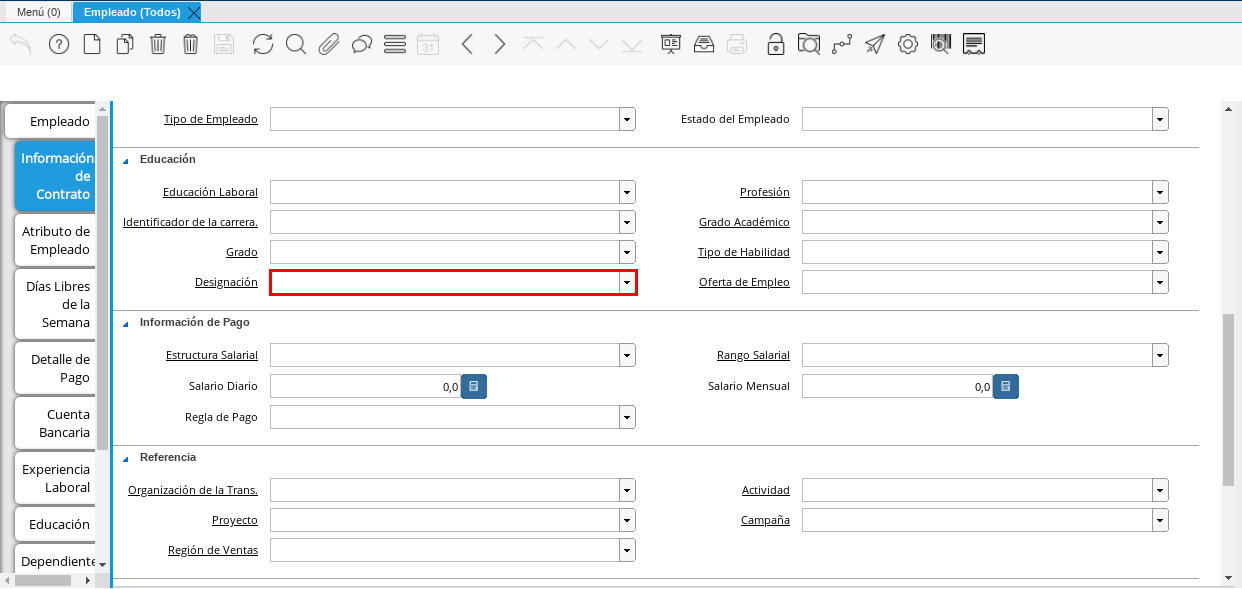 Menú (0)
Empleado (Todos)
31
Empleado
Información
de
Contrato
Atributo de
Empleado
Días Libres
de la
Semana
Detalle de
Pago
Cuenta
Bancaria
Experiencia
Laboral
Educación
Dependiente
Tipo de Empleado
Estado del Empleado
Educación
Educación Laboral
Profesión
Identificador de la carrera.
Grado Académico
Grado
Tipo de Habilidad
Designación
Oferta de Empleo
Información de Pago
Estructura Salarial
Rango Salarial
Salario Diario 0,0
Salario Mensual 0,0
Regla de Pago
Referencia
Organización de la Trans.
Actividad
Proyecto
Campaña
Región de Ventas